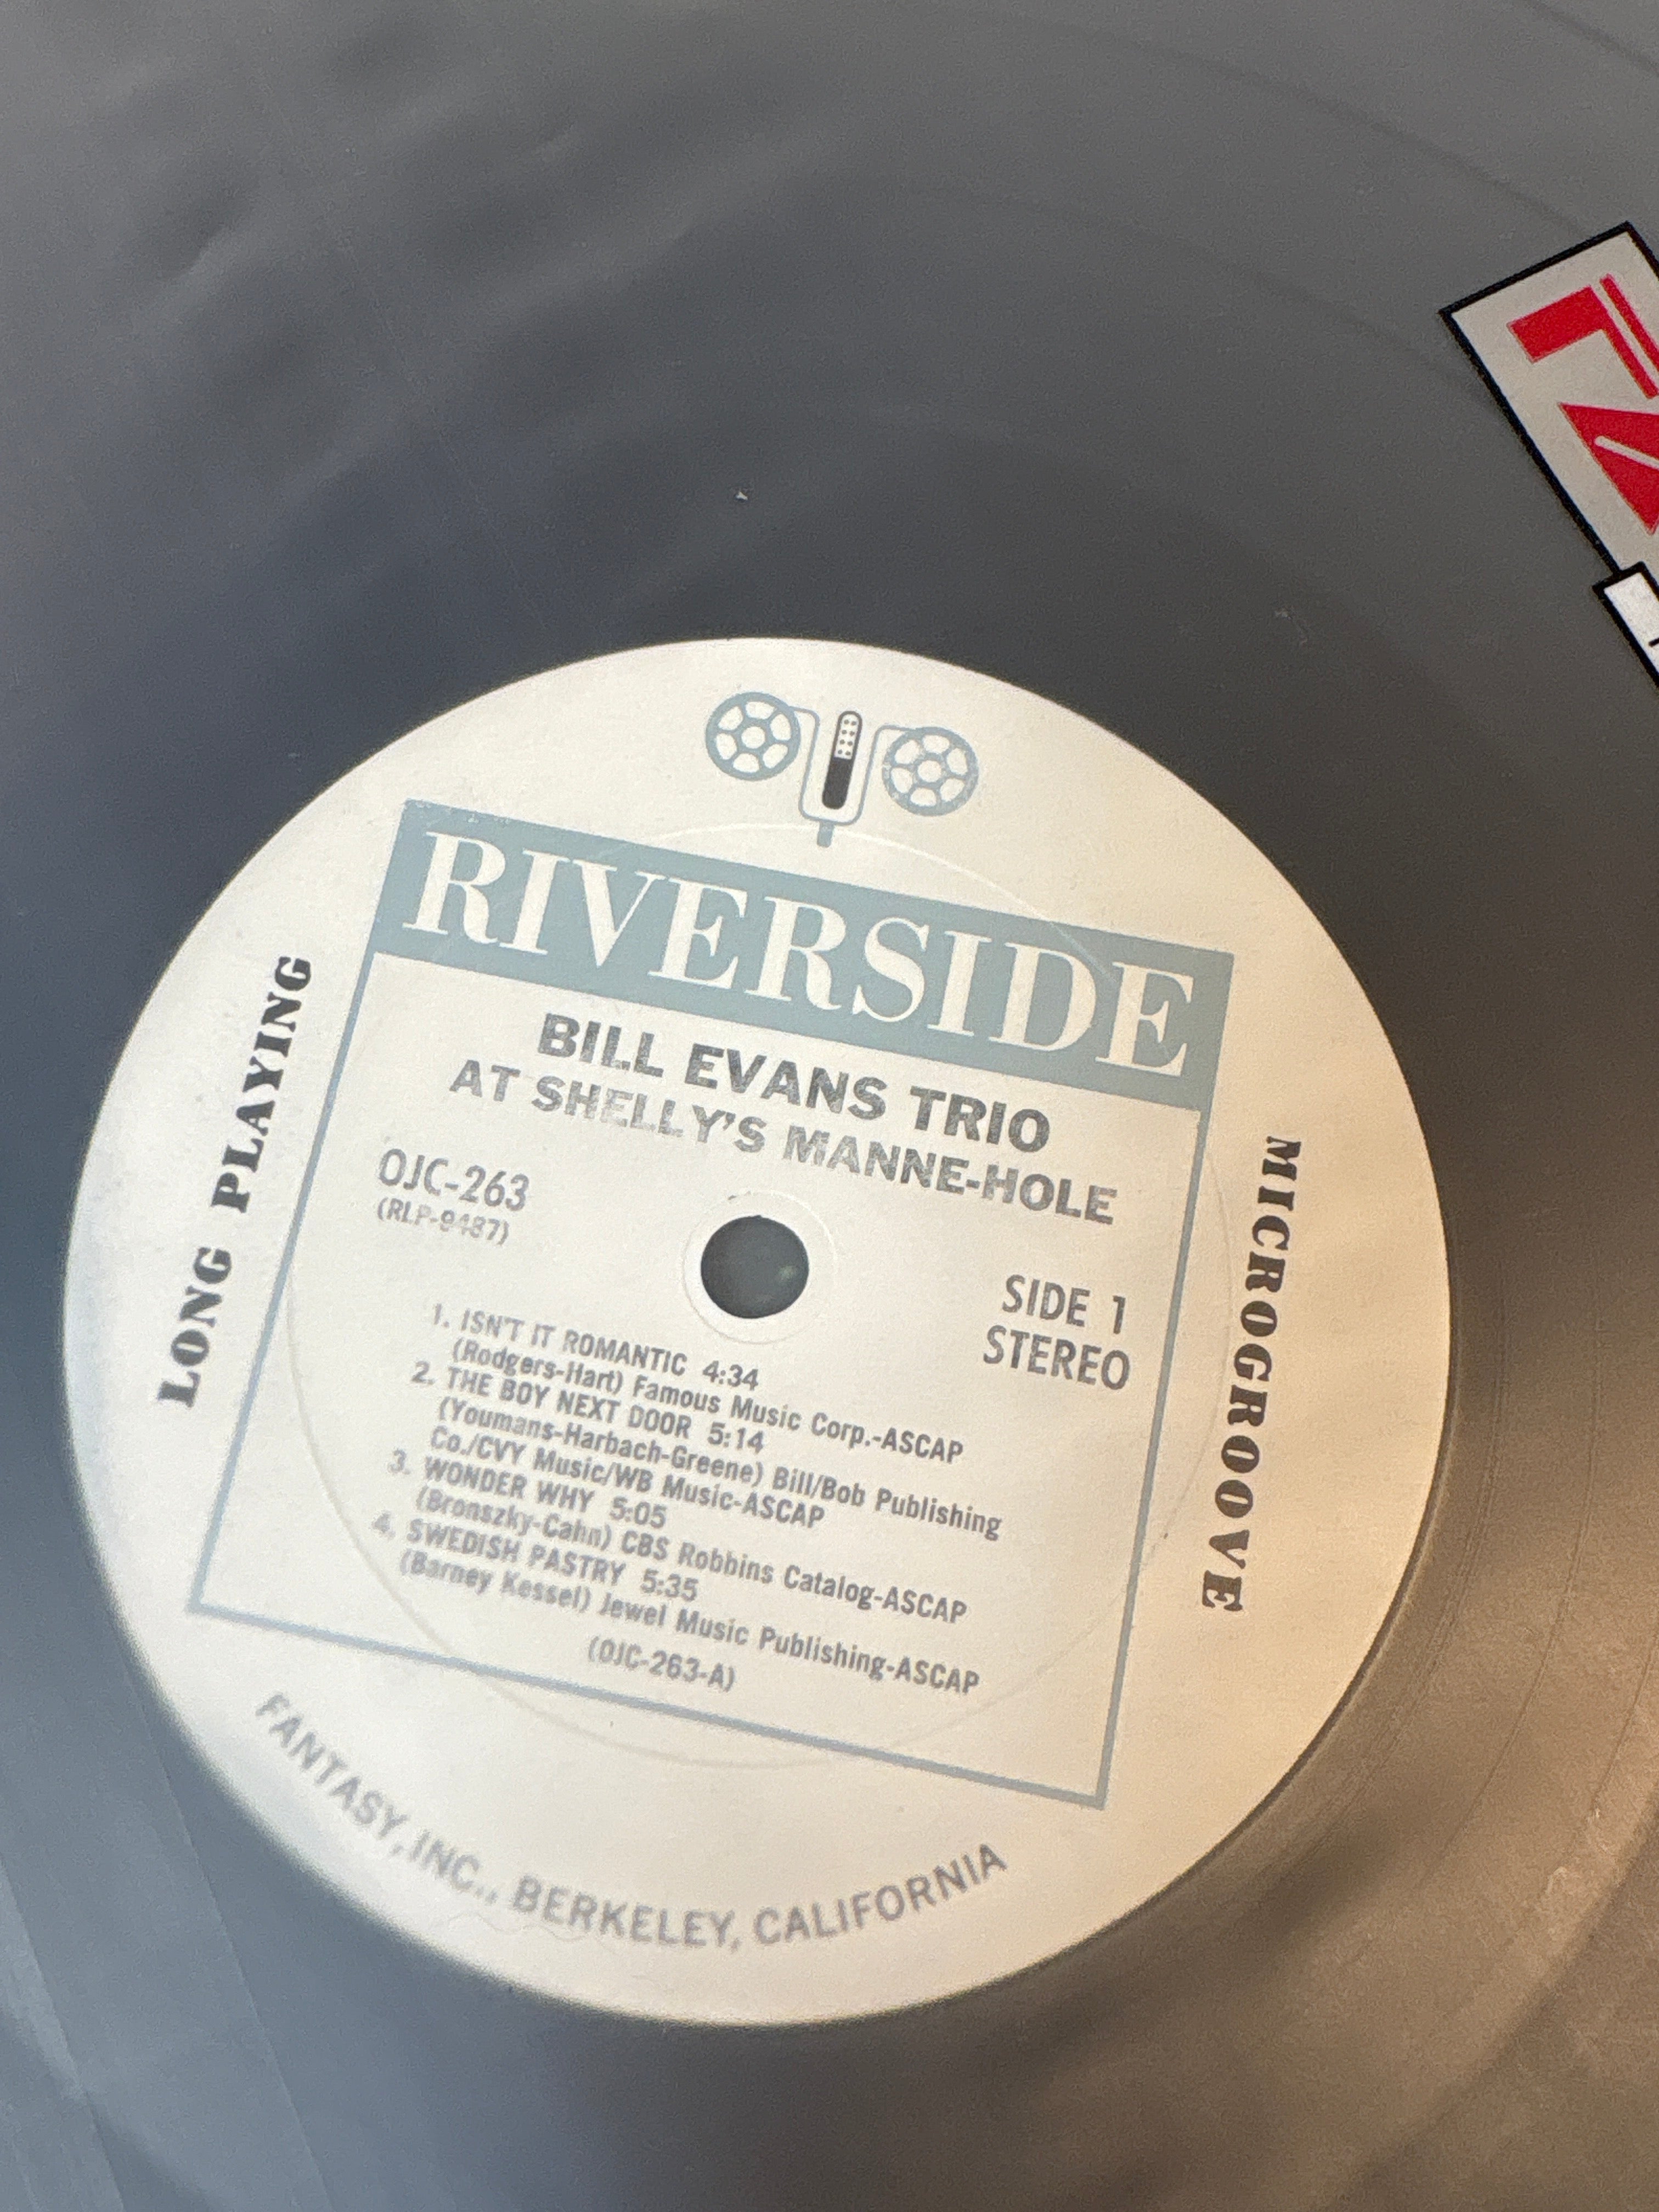 RIVERSIDE
BILL EVANS TRIO
AT SHELLY'S MANNE-HOLE
OJC-263
(RLP-9487)
SIDE 1
STEREO
1. ISN'T IT ROMANTIC 4:34
(Rodgers-Hart) Famous Music Corp.-ASCAP
2. THE BOY NEXT DOOR 5:14
(Youmans-Harbach-Greene) Bill/Bob Publishing
Co./CVY Music/WB Music-ASCAP
3. WONDER WHY 5:05
(Bronszky-Cahn) CBS Robbins Catalog-ASCAP
4. SWEDISH PASTRY 5:35
(Barney Kessel) Jewel Music Publishing-ASCAP
(OJC-263-A)
LONG PLAYING
MICROGROOVE
FANTASY, INC., BERKELEY, CALIFORNIA